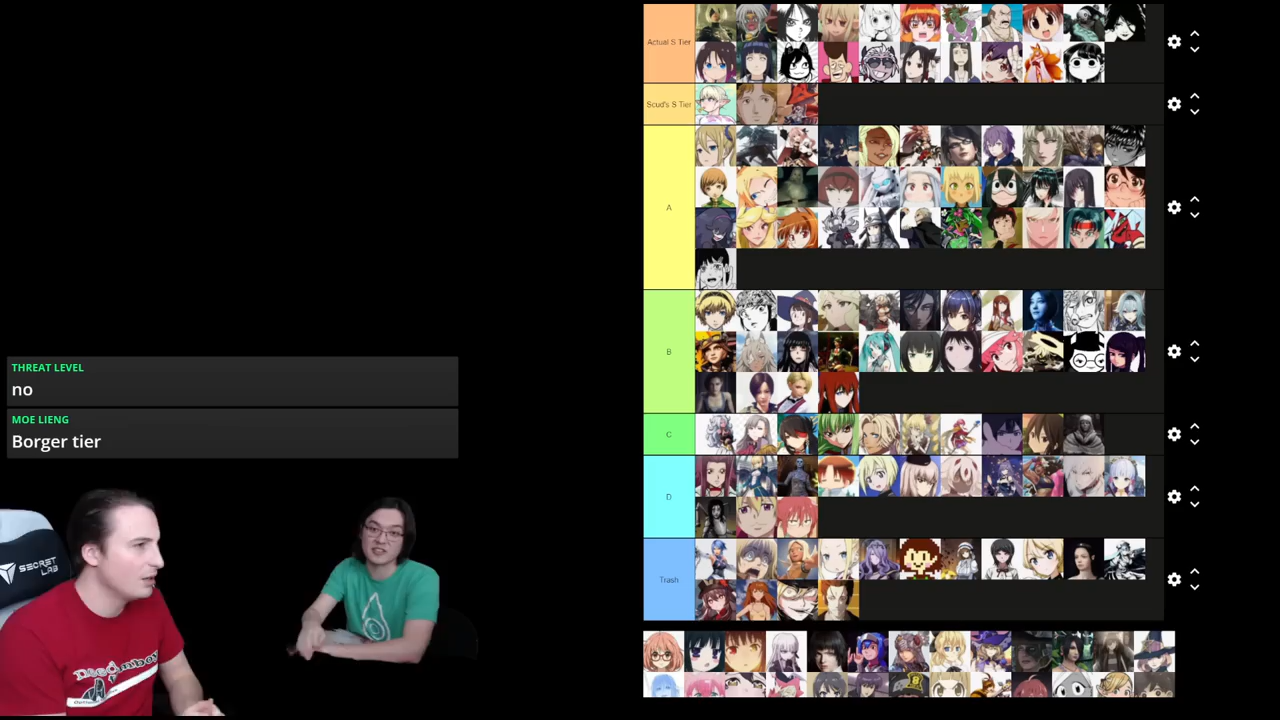 Actual S Tier
Scud's S Tier
A
B
C
D
Trash
THREAT LEVEL
no
MOE LIENG
Borger tier
SECRET
LAB